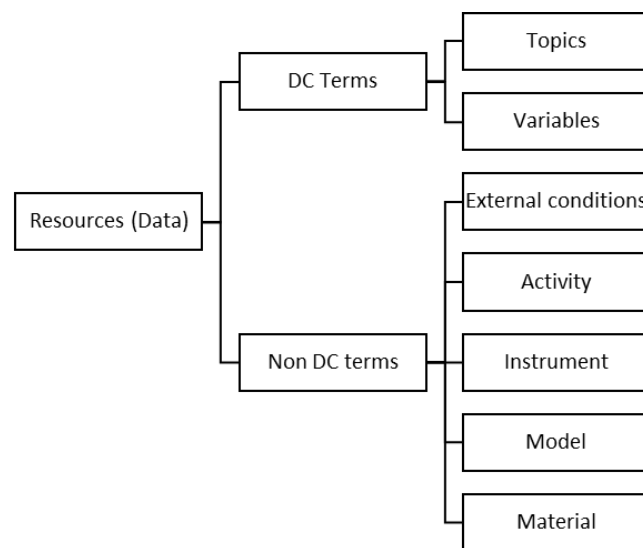 Topics
DC Terms
Variables
External conditions
Resources (Data)
Activity
Non DC terms
Instrument
Model
Material